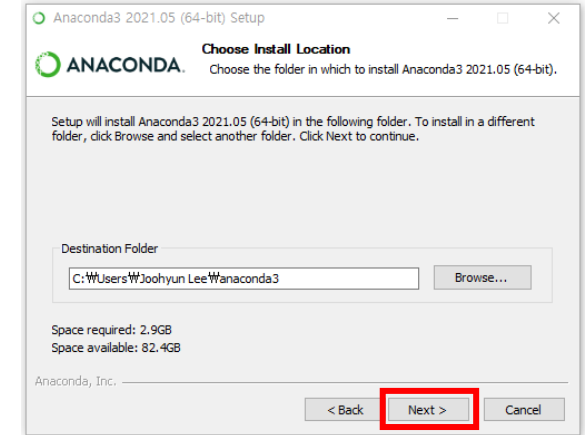 Anaconda3 2021.05 (64-bit) Setup
Choose Install Location
ANACONDA.
Choose the folder in which to install Anaconda3 2021.05 (64-bit).
Setup will install Anaconda3 2021.05 (64-bit) in the following folder. To install in a different
folder, click Browse and select another folder. Click Next to continue.
Destination Folder
C:₩Users₩Joohyun Lee₩anaconda3
Browse...
Space required: 2.9GB
Space available: 82.4GB
Anaconda, Inc.
< Back
Next >
Cancel